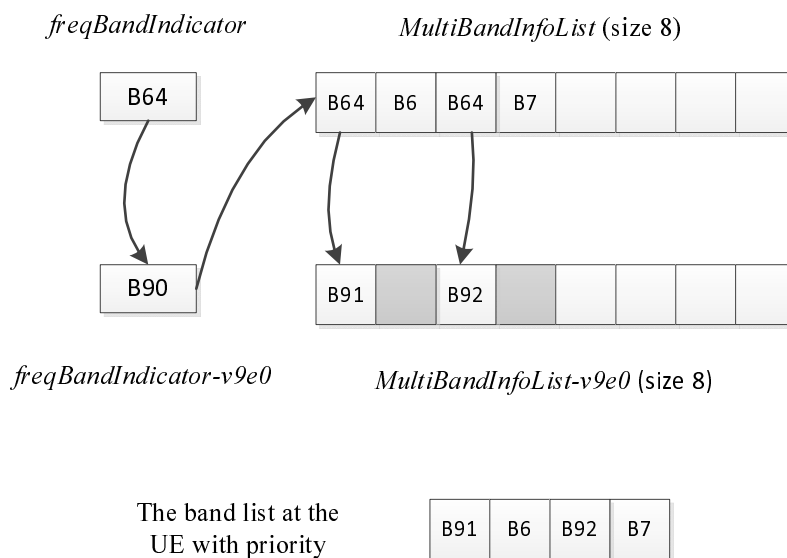 freqBandIndicator
MultiBandInfoList (size 8)
B64
B64 B6 B64 B7
B90
B91 B92
freqBandIndicator-v9e0
MultiBandInfoList-v9e0 (size 8)
The band list at the
UE with priority
B91 B6 B92 B7